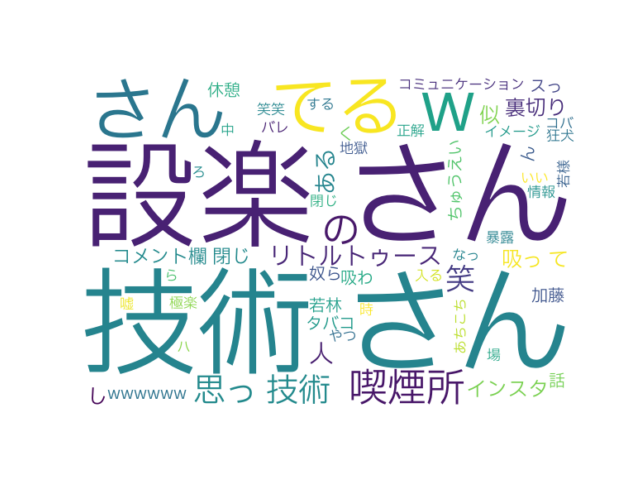 さん
休憩
てる
コミュニケーション
スっ
笑笑
する
W
似
裏切り
中
バレ
く
正解
イメージ
コバ
狂犬
地獄
設楽
さん
の
ある
ちゅうえい
ん
若様
ろ
閉じ
いい
情報
暴露
コメント欄
閉じ
リトルトゥース
なっ
吸って
技術
さん
ら
奴ら
吸わ
笑
入る
嘘
極楽
若林
時
加藤
タバコ
やつ
あちこち
ハ
人
場
し
wwwwww
思っ
技術
喫煙所
インスタ
話